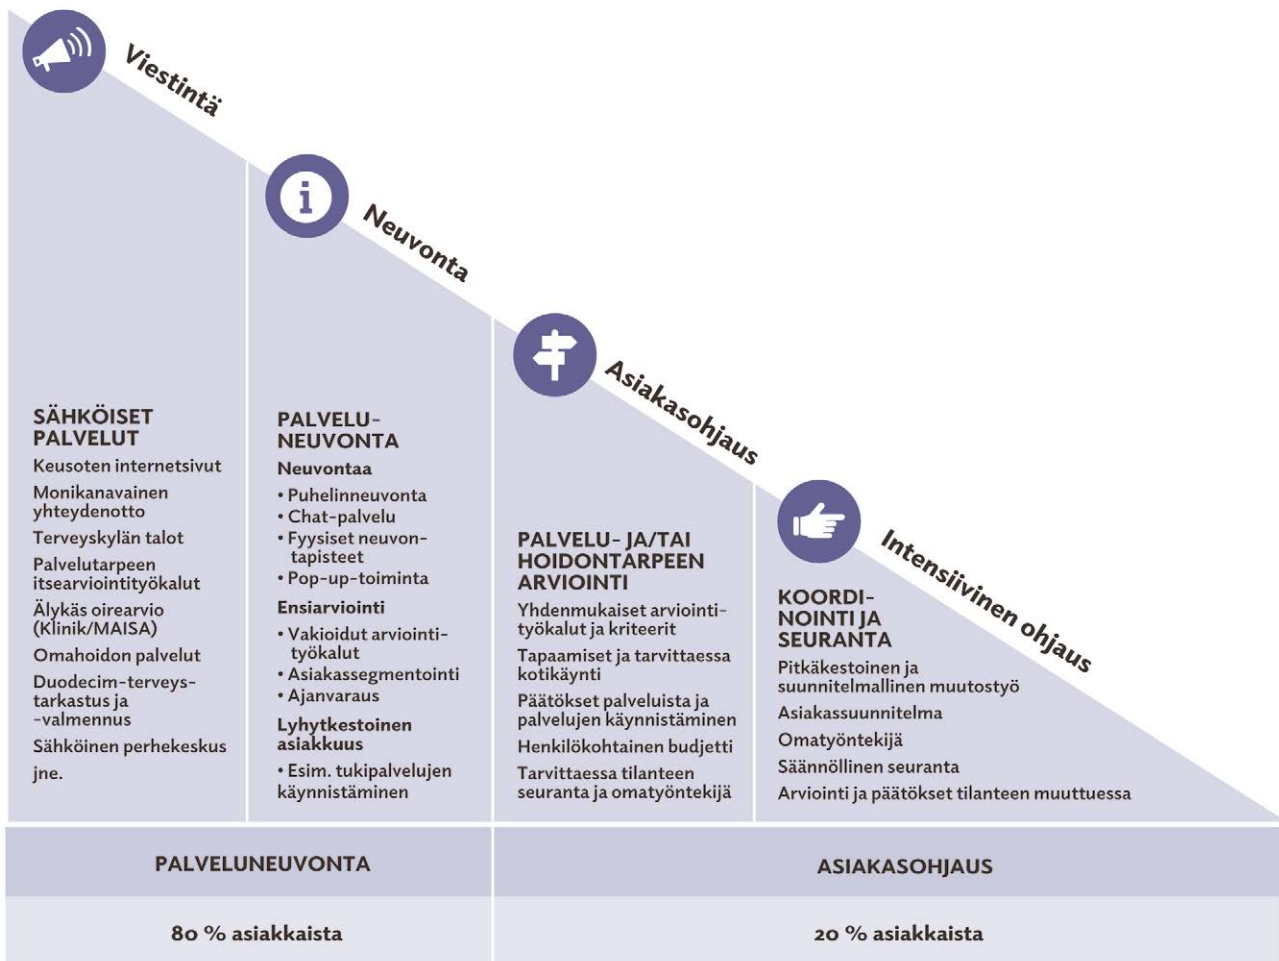 Viestintä
Neuvonta
Asiakasohjaus
Intensiivinen ohjaus
SÄHKÖISET
PALVELUT
Keusoten internetsivut
Monikanavainen
yhteydenotto
Terveyskylän talot
Palvelutarpeen
itsearviointityökalut
Älykäs oirearvio
(Klinik/MAISA)
Omahoidon palvelut
Duodecim-terveys-
tarkastus ja
-valmennus
Sähköinen perhekeskus
jne.
PALVELU-
NEUVONTA
Neuvontaa
• Puhelinneuvonta
• Chat-palvelu
• Fyysiset neuvon-
tapisteet
• Pop-up-toiminta
Ensiarviointi
• Vakioidut arviointi-
työkalut
• Asiakassegmentointi
• Ajanvaraus
Lyhytkestoinen
asiakkuus
• Esim. tukipalvelujen
käynnistäminen
PALVELU- JA/TAI
HOIDONTARPEEN
ARVIOINTI
Yhdenmukaiset arviointi-
työkalut ja kriteerit
Tapaamiset ja tarvittaessa
kotikäynti
Päätökset palveluista ja
palvelujen käynnistäminen
Henkilökohtainen budjetti
Tarvittaessa tilanteen
seuranta ja omatyöntekijä
KOORDI-
NOINTI JA
SEURANTA
Pitkäkestoinen ja
suunnitelmallinen muutostyö
Asiakassuunnitelma
Omatyöntekijä
Säännöllinen seuranta
Arviointi ja päätökset tilanteen muuttuessa
PALVELUNEUVONTA
ASIAKASOHJAUS
80 % asiakkaista
20 % asiakkaista